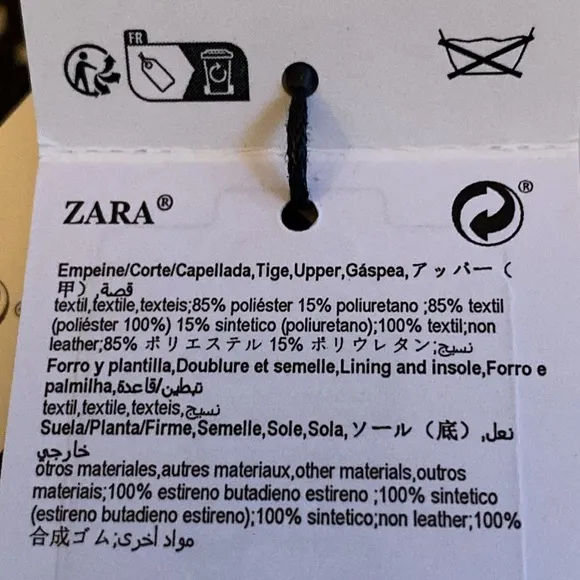 FR
ZARA®
®
Empeine/Corte/Capellada,Tige,Upper,Gáspea,アッパー（
甲）,قصة
textil,textile,texteis;85% poliéster 15% poliuretano ;85% textil
(poliéster 100%) 15% sintetico (poliuretano);100% textil;non
leather;85% ポリエステル 15% ポリウレタン;نسيج
Forro y plantilla,Doublure et semelle,Lining and insole,Forro e
palmilha,تبطين/قاعدة
textil,textile,texteis,نسيج
Suela/Planta/Firme,Semelle,Sole,Sola,ソール（底）,نعل
خارجي
otros materiales,autres materiaux,other materials,outros
materiais;100% estireno butadieno estireno ;100% sintetico
(estireno butadieno estireno);100% sintetico;non leather;100%
合成ゴム;مواد أخرى